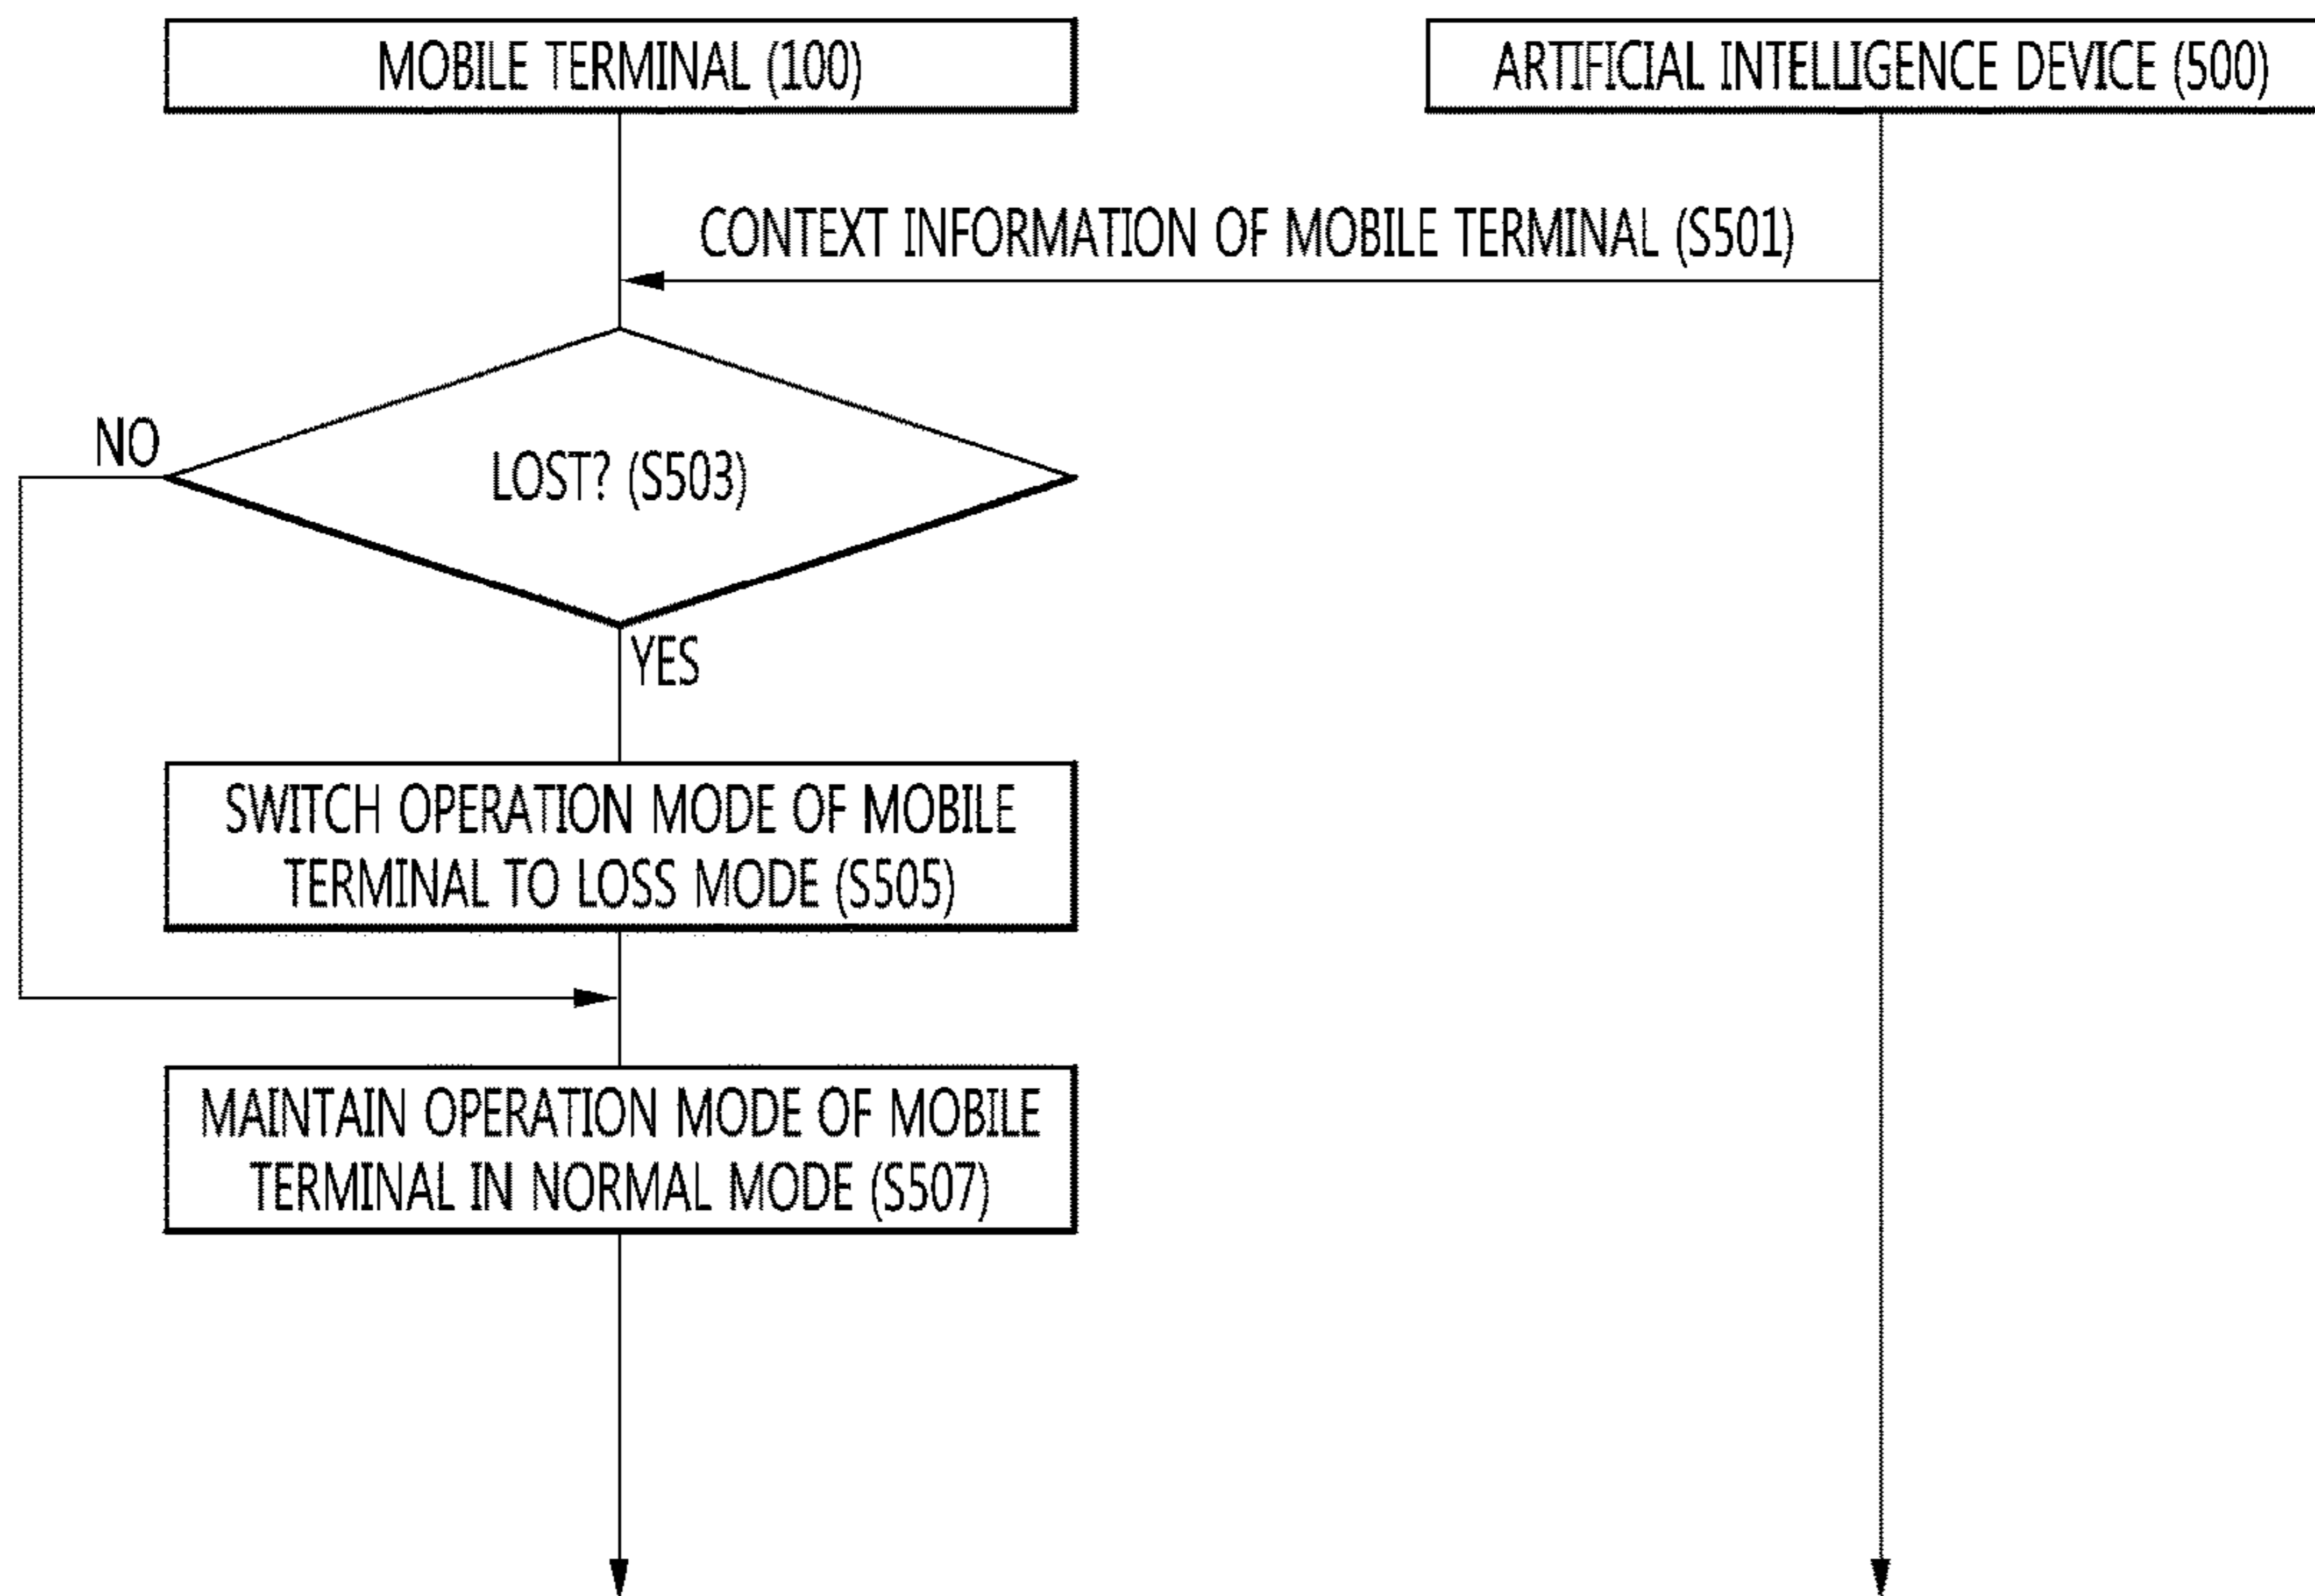 MOBILE TERMINAL (100)
ARTIFICIAL INTELLIGENCE DEVICE (500)
CONTEXT INFORMATION OF MOBILE TERMINAL (S501)
NO
LOST? (S503)
YES
SWITCH OPERATION MODE OF MOBILE
TERMINAL TO LOSS MODE (S505)
MAINTAIN OPERATION MODE OF MOBILE
TERMINAL IN NORMAL MODE (S507)